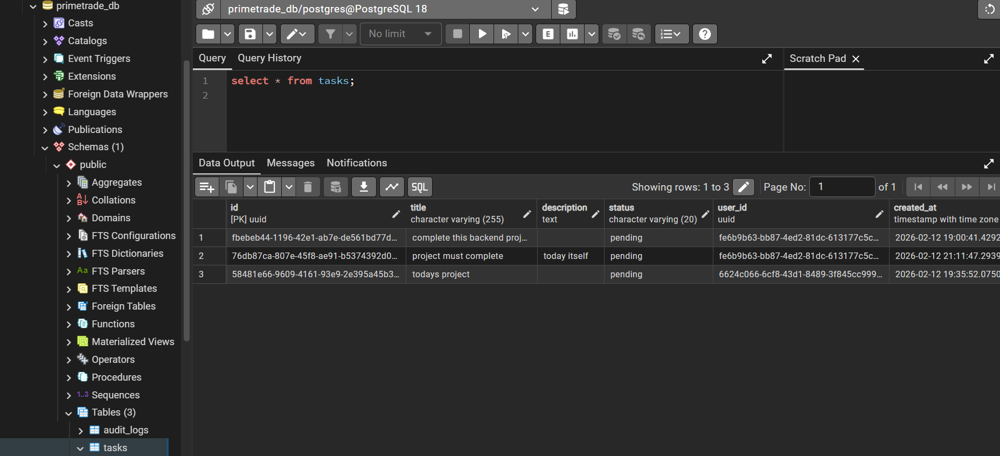 primetrade_db
Casts
Catalogs
Event Triggers
Extensions
Foreign Data Wrappers
Languages
Publications
Schemas (1)
public
Aggregates
Collations
Domains
FTS Configurations
FTS Dictionaries
FTS Parsers
FTS Templates
Foreign Tables
Functions
Materialized Views
Operators
Procedures
1..3 Sequences
Tables (3)
audit_logs
tasks
primetrade_db/postgres@PostgreSQL 18
No limit
Query Query History
Scratch Pad
1 select * from tasks;
2
Data Output Messages Notifications
SQL Showing rows: 1 to 3 Page No: 1 of 1
id title description status user_id created_at
[PK] uuid character varying (255) text character varying (20) uuid timestamp with time zone
1 fbebeb44-1196-42e1-ab7e-de561bd77d... complete this backend proj... pending fe6b9b63-bb87-4ed2-81dc-613177c5c... 2026-02-12 19:00:41.4292
2 76db87ca-807e-45f8-ae91-b5374392d0... project must complete today itself pending fe6b9b63-bb87-4ed2-81dc-613177c5c... 2026-02-12 21:11:47.2939
3 58481e66-9609-4161-93e9-2e395a45b3... todays project pending 6624c066-6cf8-43d1-8489-3f845cc999... 2026-02-12 19:35:52.0750